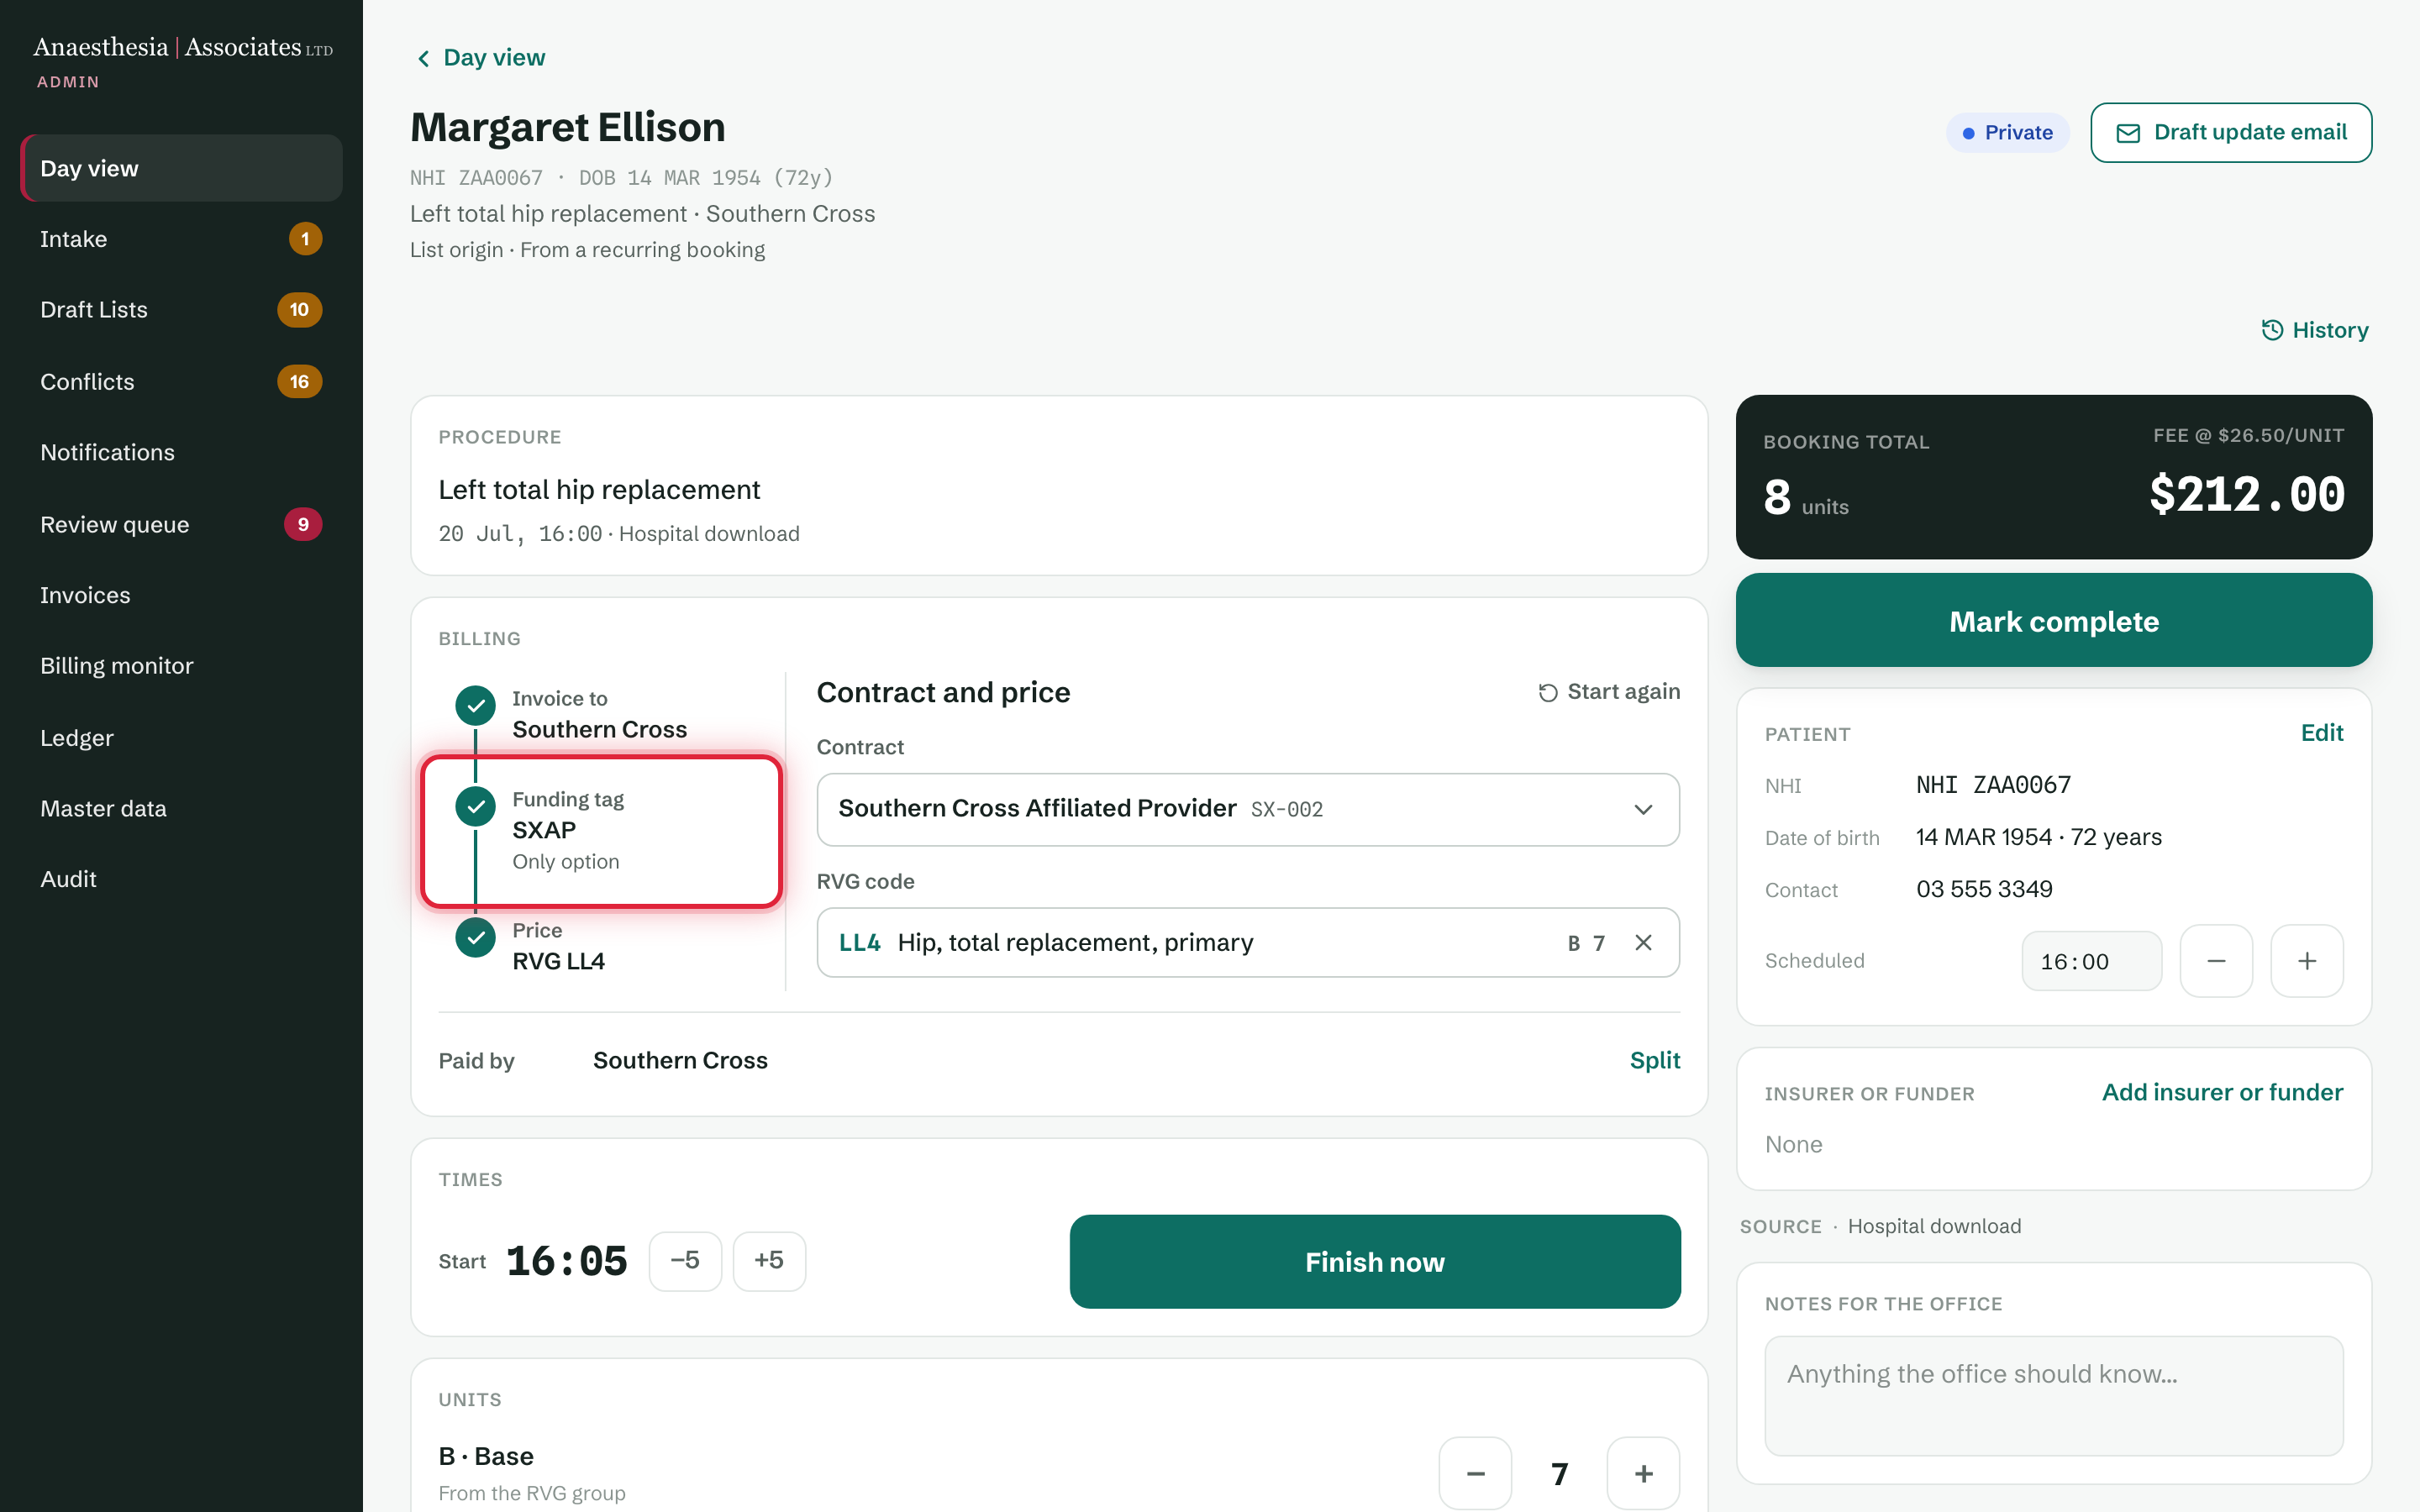 Anaesthesia | Associates LTD
ADMIN
Day view
Intake 1
Draft Lists 10
Conflicts 16
Notifications
Review queue 9
Invoices
Billing monitor
Ledger
Master data
Audit
Day view
Margaret Ellison
NHI ZAA0067 · DOB 14 MAR 1954 (72y)
Left total hip replacement · Southern Cross
List origin · From a recurring booking
Private
Draft update email
History
PROCEDURE
Left total hip replacement
20 Jul, 16:00 · Hospital download
BILLING
Invoice to
Southern Cross
Funding tag
SXAP
Only option
Price
RVG LL4
Contract and price
Start again
Contract
Southern Cross Affiliated Provider SX-002
RVG code
LL4 Hip, total replacement, primary B 7
Paid by Southern Cross Split
TIMES
Start 16:05 −5 +5
Finish now
UNITS
B · Base
From the RVG group
− 7 +
BOOKING TOTAL
8 units
FEE @ $26.50/UNIT
$212.00
Mark complete
PATIENT Edit
NHI NHI ZAA0067
Date of birth 14 MAR 1954 · 72 years
Contact 03 555 3349
Scheduled 16:00 − +
INSURER OR FUNDER Add insurer or funder
None
SOURCE · Hospital download
NOTES FOR THE OFFICE
Anything the office should know...